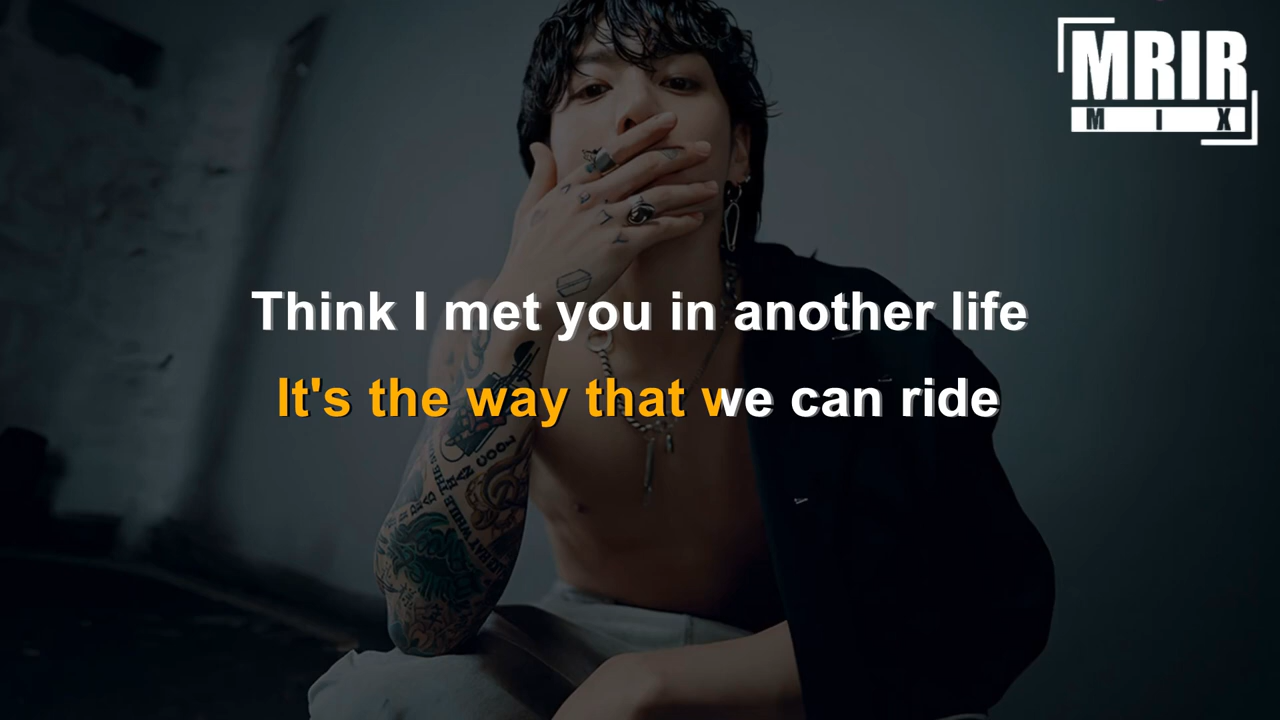 MRIR
M I X
Think I met you in another life
It's the way that we can ride